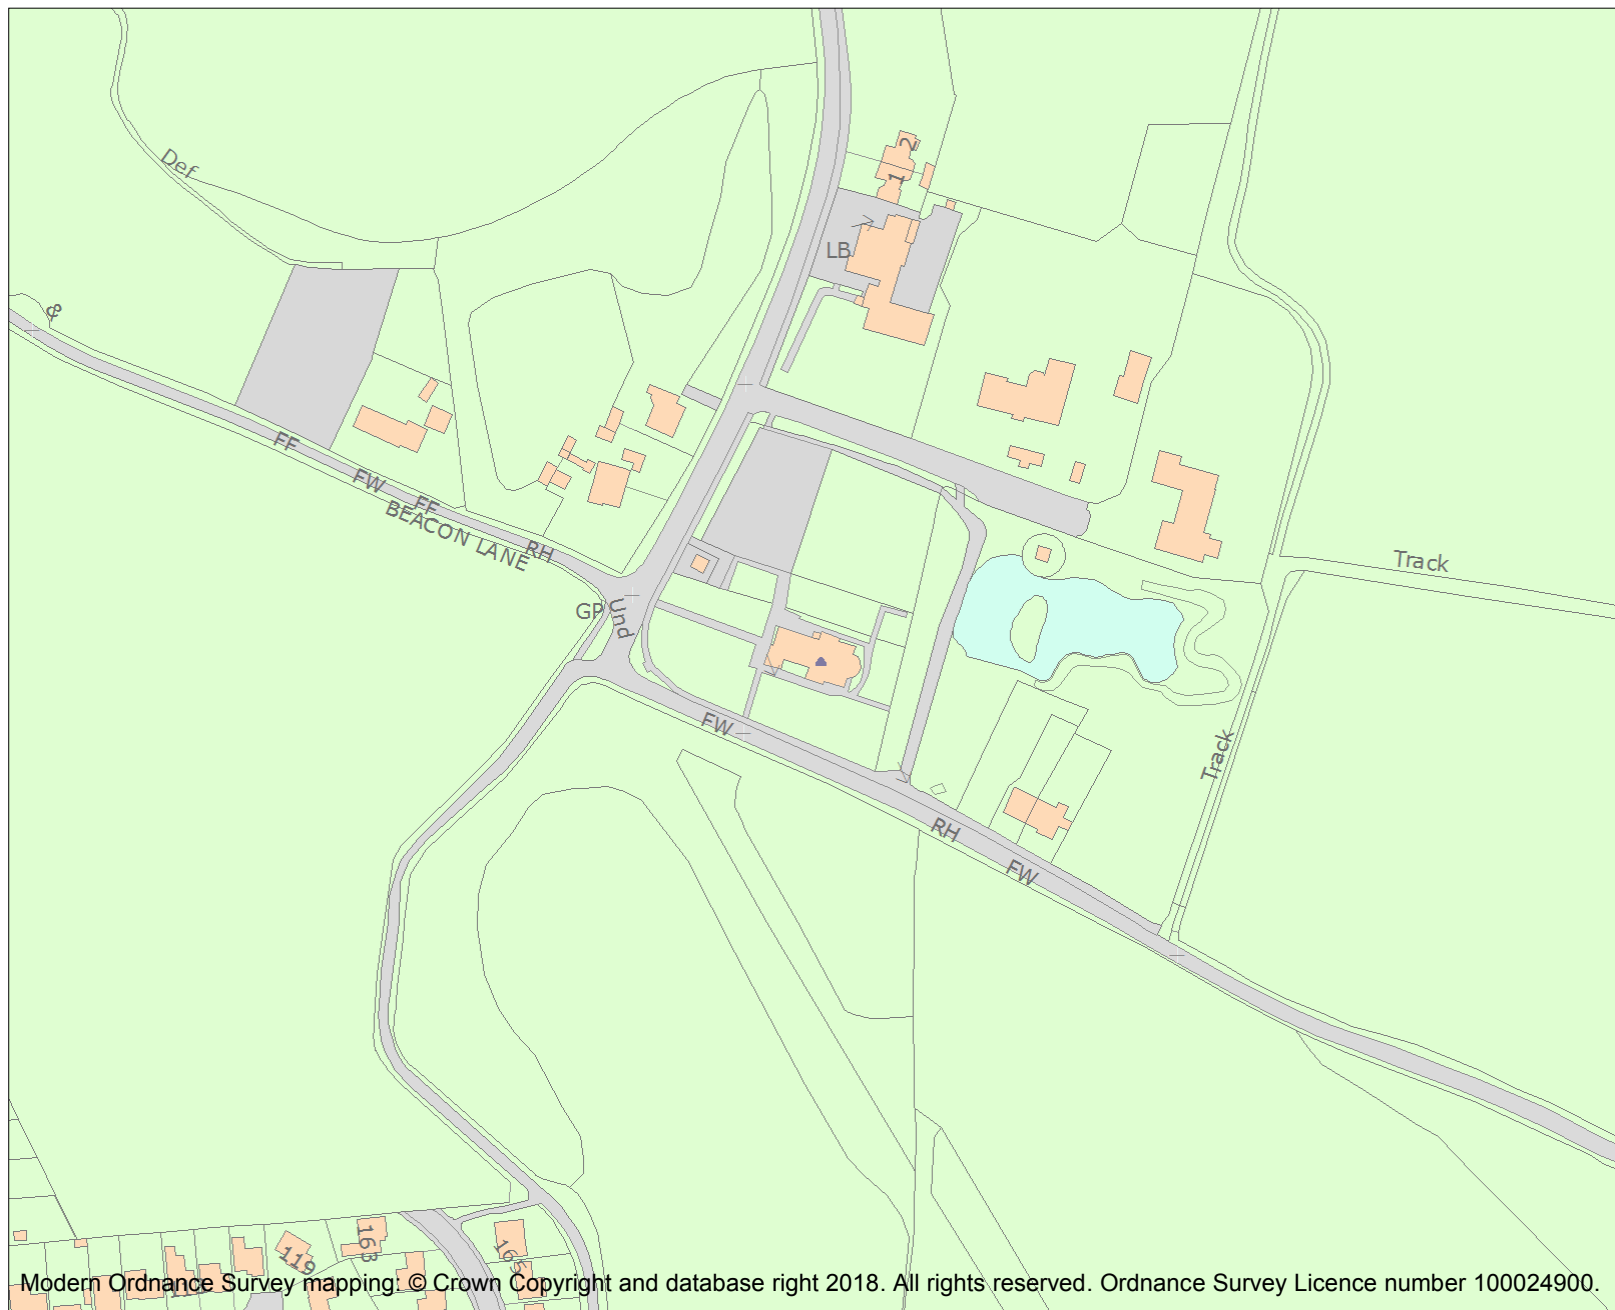 Def
2
1
LB
&
FF
FW
FF
BEACON LANE
RH
Track
GP
Und
FW
Track
RH
FW
163
165
119
Modern Ordnance Survey mapping: © Crown Copyright and database right 2018. All rights reserved. Ordnance Survey Licence number 100024900.